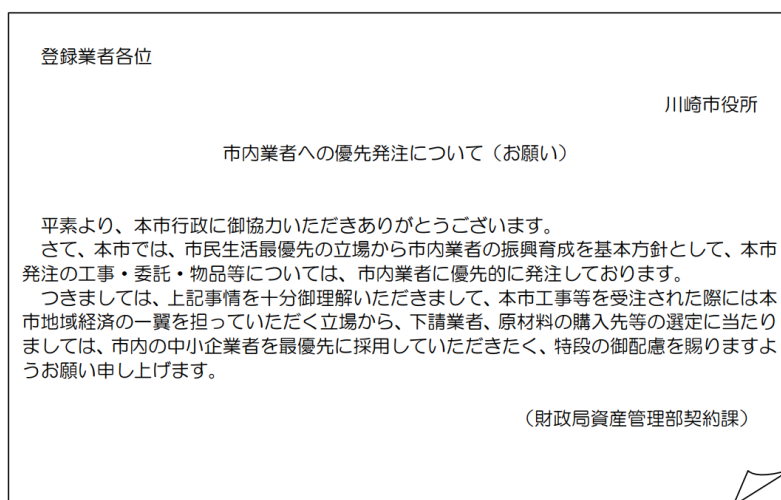 登録業者各位
川崎市役所
市内業者への優先発注について（お願い）
平素より、本市行政に御協力いただきありがとうございます。
さて、本市では、市民生活最優先の立場から市内業者の振興育成を基本方針として、本市
発注の工事・委託・物品等については、市内業者に優先的に発注しております。
つきましては、上記事情を十分御理解いただきまして、本市工事等を受注された際には本
市地域経済の一翼を担っていただく立場から、下請業者、原材料の購入先等の選定に当たり
ましては、市内の中小企業者を最優先に採用していただきたく、特段の御配慮を賜りますよ
うお願い申し上げます。
（財政局資産管理部契約課）